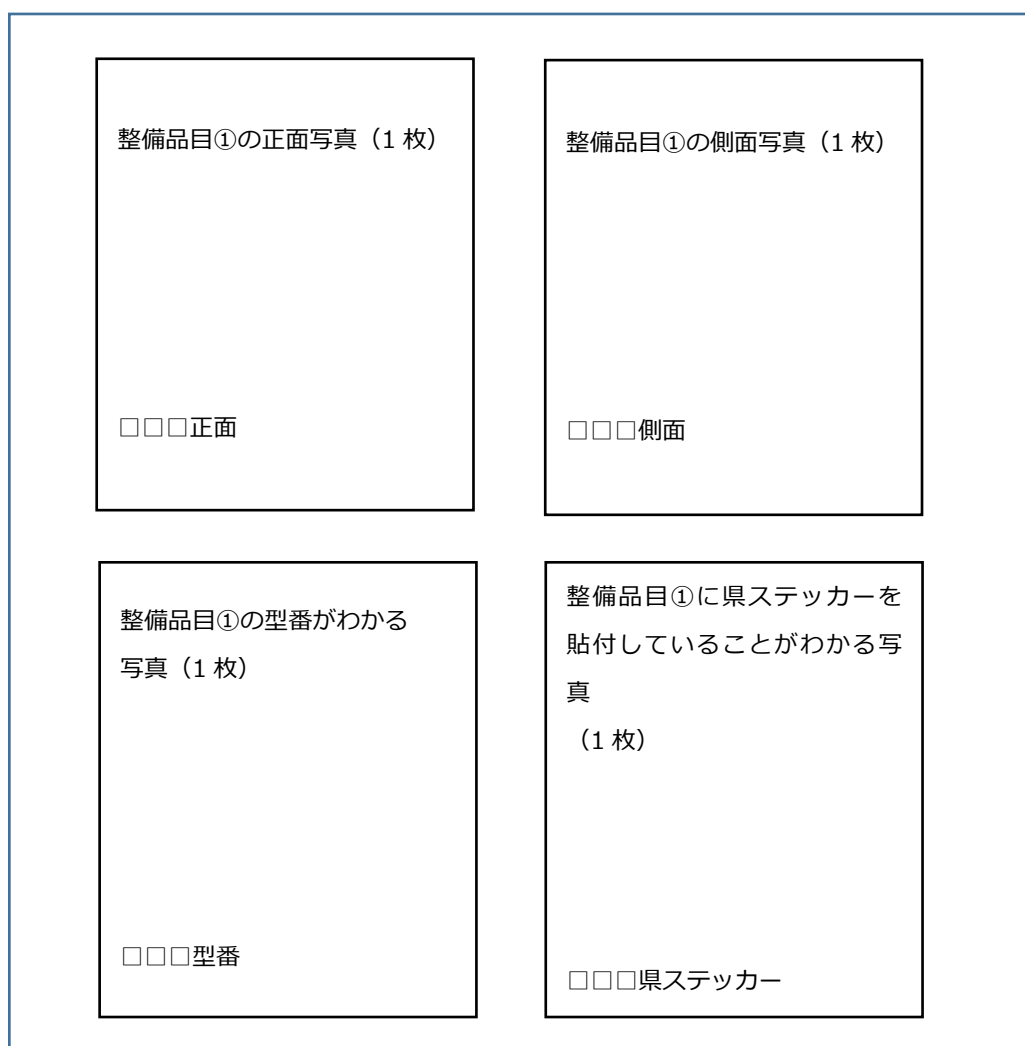 整備品目①の正面写真（1 枚）
□□□正面
整備品目①の側面写真（1 枚）
□□□側面
整備品目①の型番がわかる
写真（1 枚）
□□□型番
整備品目①に県ステッカーを
貼付していることがわかる写
真
（1 枚）
□□□県ステッカー